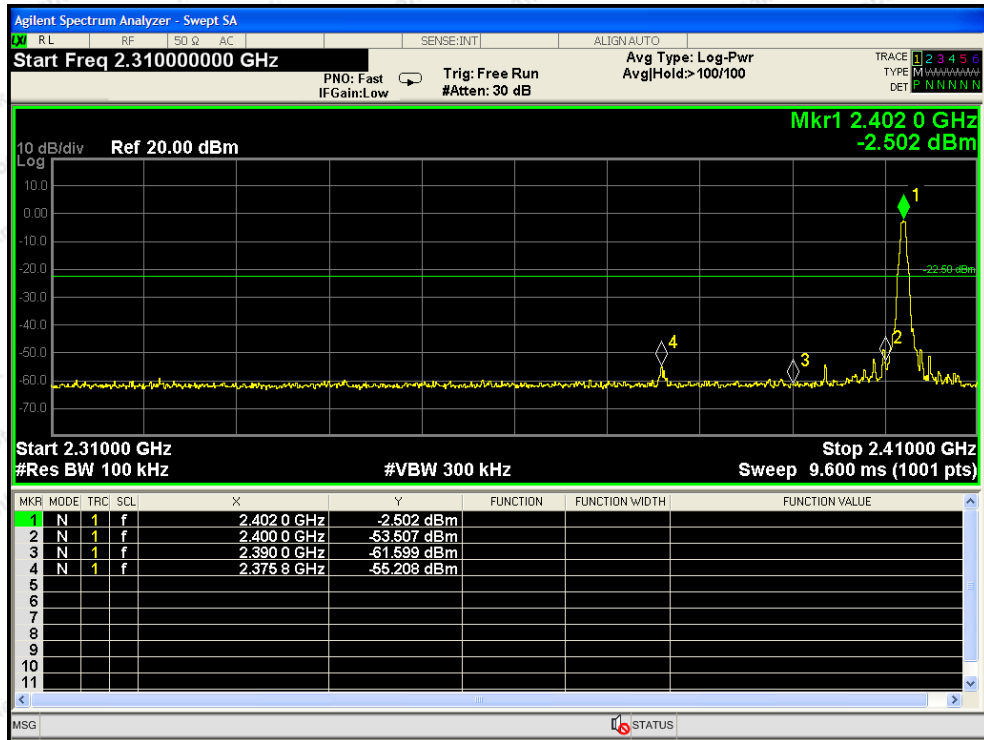 Agilent Spectrum Analyzer - Swept SA
LXI RL RF 50 Ω AC SENSE:INT ALIGN AUTO
Start Freq 2.310000000 GHz
PNO: Fast
IFGain:Low
Trig: Free Run
#Atten: 30 dB
Avg Type: Log-Pwr
Avg|Hold:> 100/100
TRACE 1 2 3 4 5 6
TYPE M
DET P N N N N N
Mkr1 2.402 0 GHz
-2.502 dBm
10 dB/div Ref 20.00 dBm
Log
10.0
0.00
-10.0
-20.0
-30.0
-40.0
-50.0
-60.0
-70.0
1
-22.50 dBm
2
4
3
Start 2.31000 GHz Stop 2.41000 GHz
#Res BW 100 kHz #VBW 300 kHz Sweep 9.600 ms (1001 pts)
MKR MODE TRC SCL X Y FUNCTION FUNCTION WIDTH FUNCTION VALUE
1 N 1 f 2.402 0 GHz -2.502 dBm
2 N 1 f 2.400 0 GHz -53.507 dBm
3 N 1 f 2.390 0 GHz -61.599 dBm
4 N 1 f 2.375 8 GHz -55.208 dBm
5
6
7
8
9
10
11
MSG STATUS